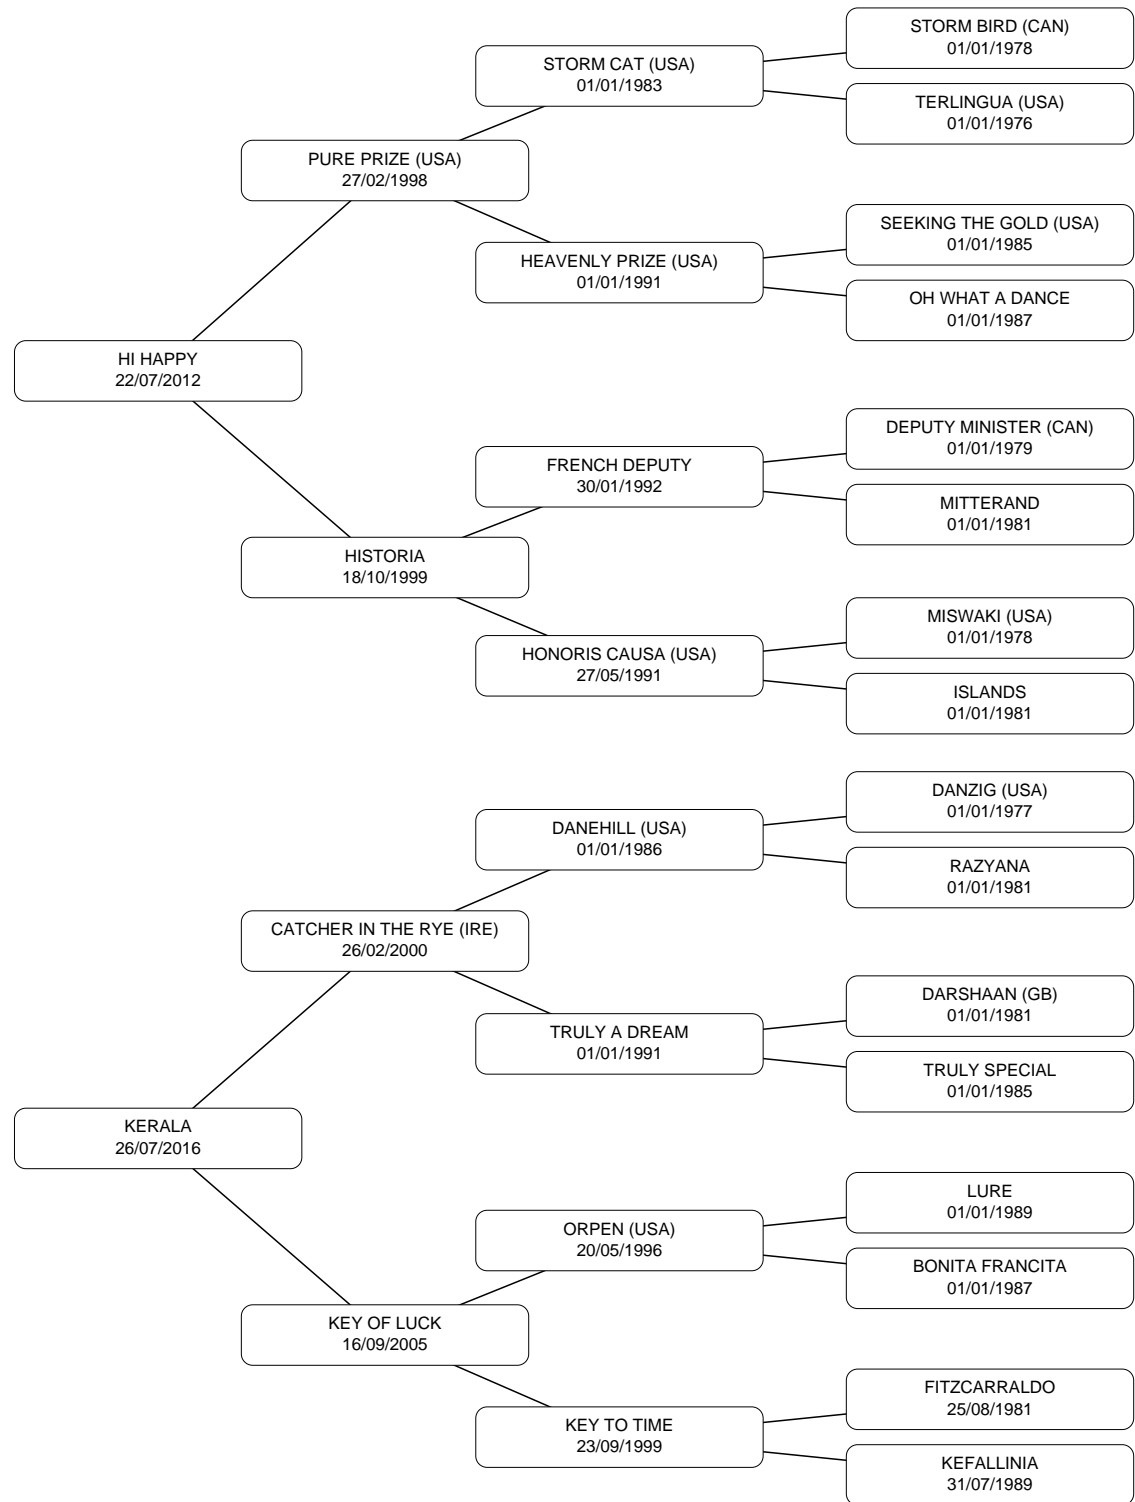 STORM BIRD (CAN)
01/01/1978
STORM CAT (USA)
01/01/1983
TERLINGUA (USA)
01/01/1976
PURE PRIZE (USA)
27/02/1998
SEEKING THE GOLD (USA)
01/01/1985
HEAVENLY PRIZE (USA)
01/01/1991
OH WHAT A DANCE
01/01/1987
HI HAPPY
22/07/2012
DEPUTY MINISTER (CAN)
01/01/1979
FRENCH DEPUTY
30/01/1992
MITTERAND
01/01/1981
HISTORIA
18/10/1999
MISWAKI (USA)
01/01/1978
HONORIS CAUSA (USA)
27/05/1991
ISLANDS
01/01/1981
DANZIG (USA)
01/01/1977
DANEHILL (USA)
01/01/1986
RAZYANA
01/01/1981
CATCHER IN THE RYE (IRE)
26/02/2000
DARSHAAN (GB)
01/01/1981
TRULY A DREAM
01/01/1991
TRULY SPECIAL
01/01/1985
KERALA
26/07/2016
LURE
01/01/1989
ORPEN (USA)
20/05/1996
BONITA FRANCITA
01/01/1987
KEY OF LUCK
16/09/2005
FITZCARRALDO
25/08/1981
KEY TO TIME
23/09/1999
KEFALLINIA
31/07/1989